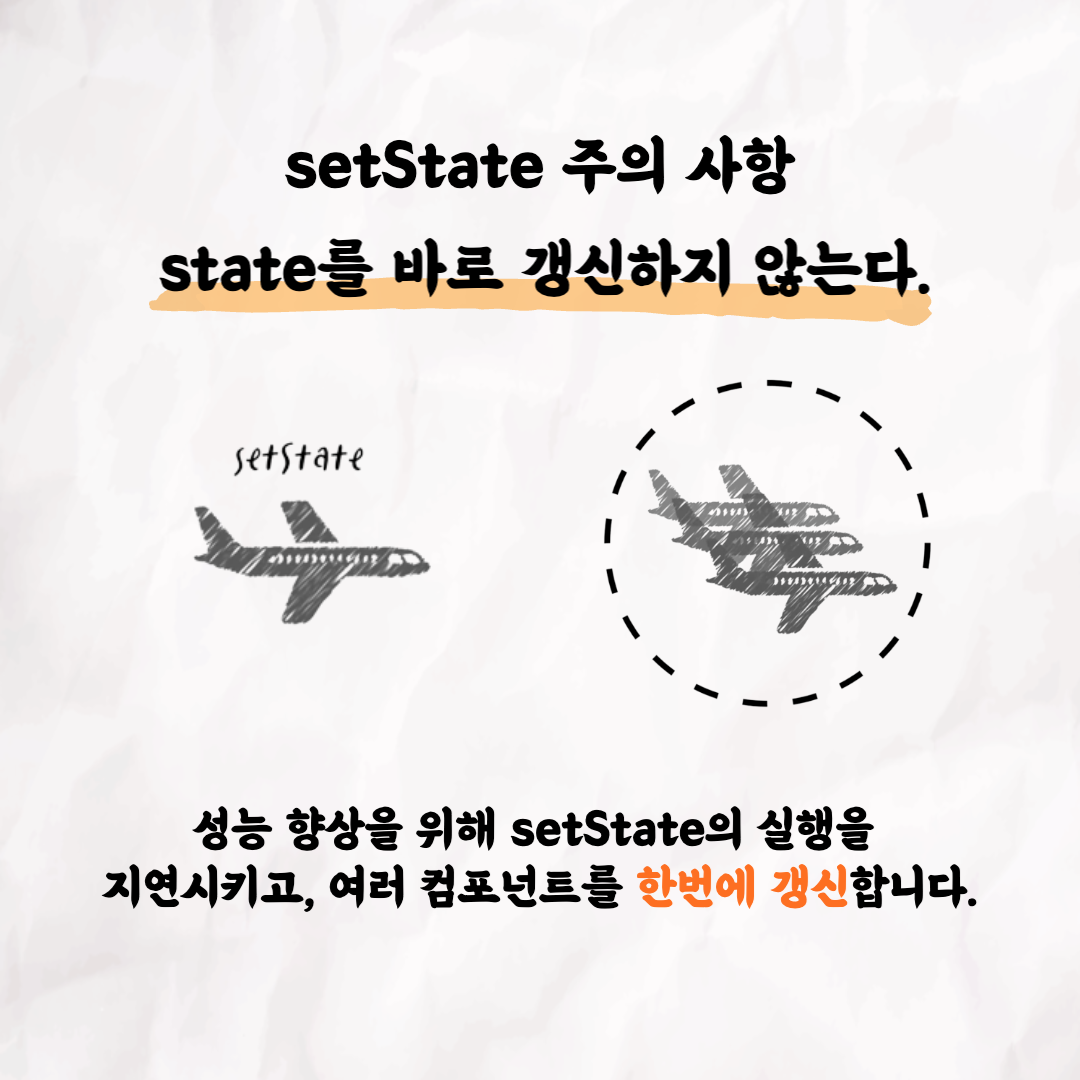 setState 주의 사항
state를 바로 갱신하지 않는다.
setState
성능 향상을 위해 setState의 실행을
지연시키고, 여러 컴포넌트를 한번에 갱신합니다.